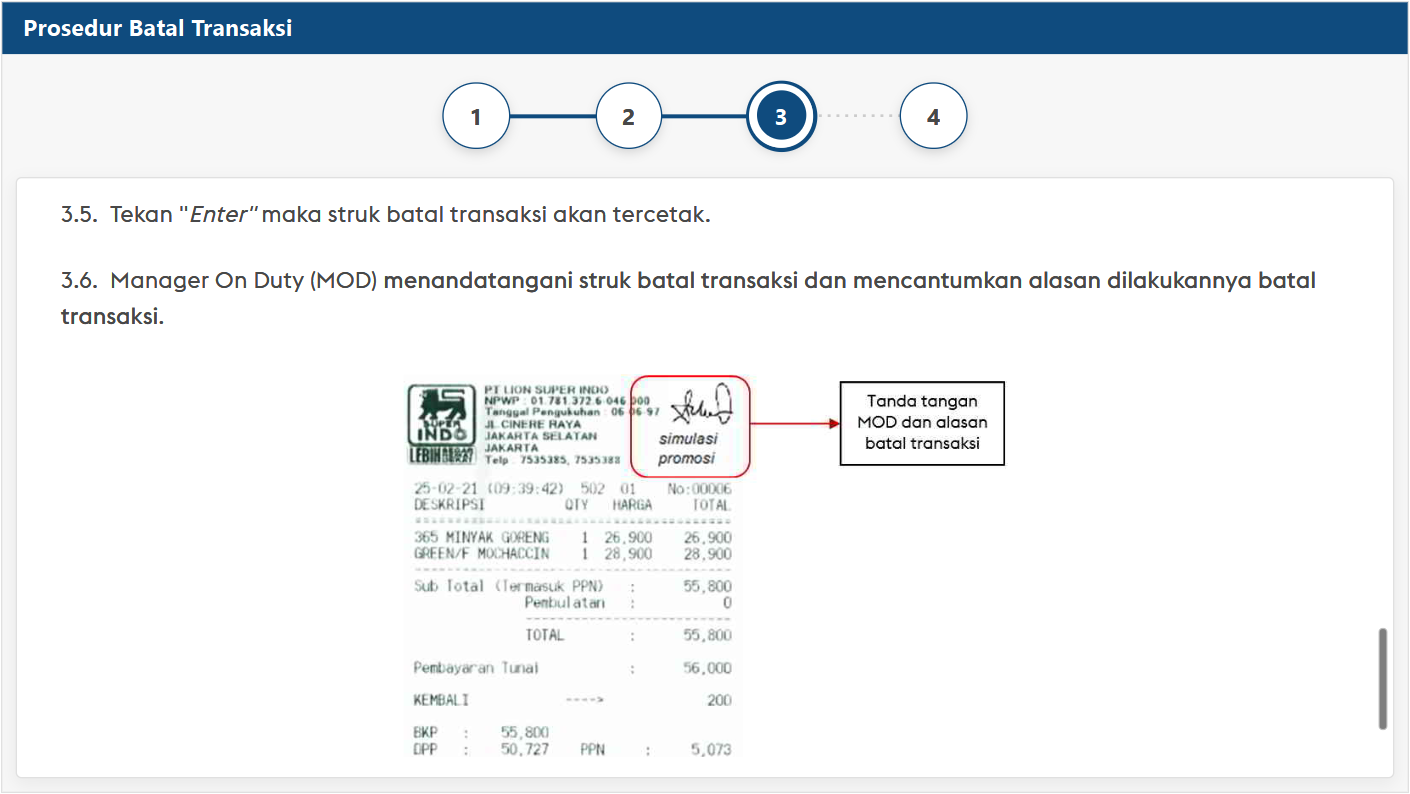 Prosedur Batal Transaksi
1
2
3
4
3.5. Tekan "Enter" maka struk batal transaksi akan tercetak.
3.6. Manager On Duty (MOD) menandatangani struk batal transaksi dan mencantumkan alasan dilakukannya batal
transaksi.
SUPER
INDO
LEBIH
PT LION SUPER INDO
NPWP : 01.781.372.6-046.000
Tanggal Pengukuhan : 06-06-97
JL. CINERE RAYA
JAKARTA SELATAN
JAKARTA
Telp. 7535385, 7535388
simulasi
promosi
Tanda tangan
MOD dan alasan
batal transaksi
25-02-21 (09:39:42) 502 01 No:00006
DESKRIPSI QTY HARGA TOTAL
365 MINYAK GORENG 1 26,900 26,900
GREEN/F MOCHACCIN 1 28,900 28,900
Sub Total (Termasuk PPN) : 55,800
Pembulatan : 0
TOTAL : 55,800
Pembayaran Tunai : 56,000
KEMBALI ----> 200
BKP : 55,800
DPP : 50,727 PPN : 5,073